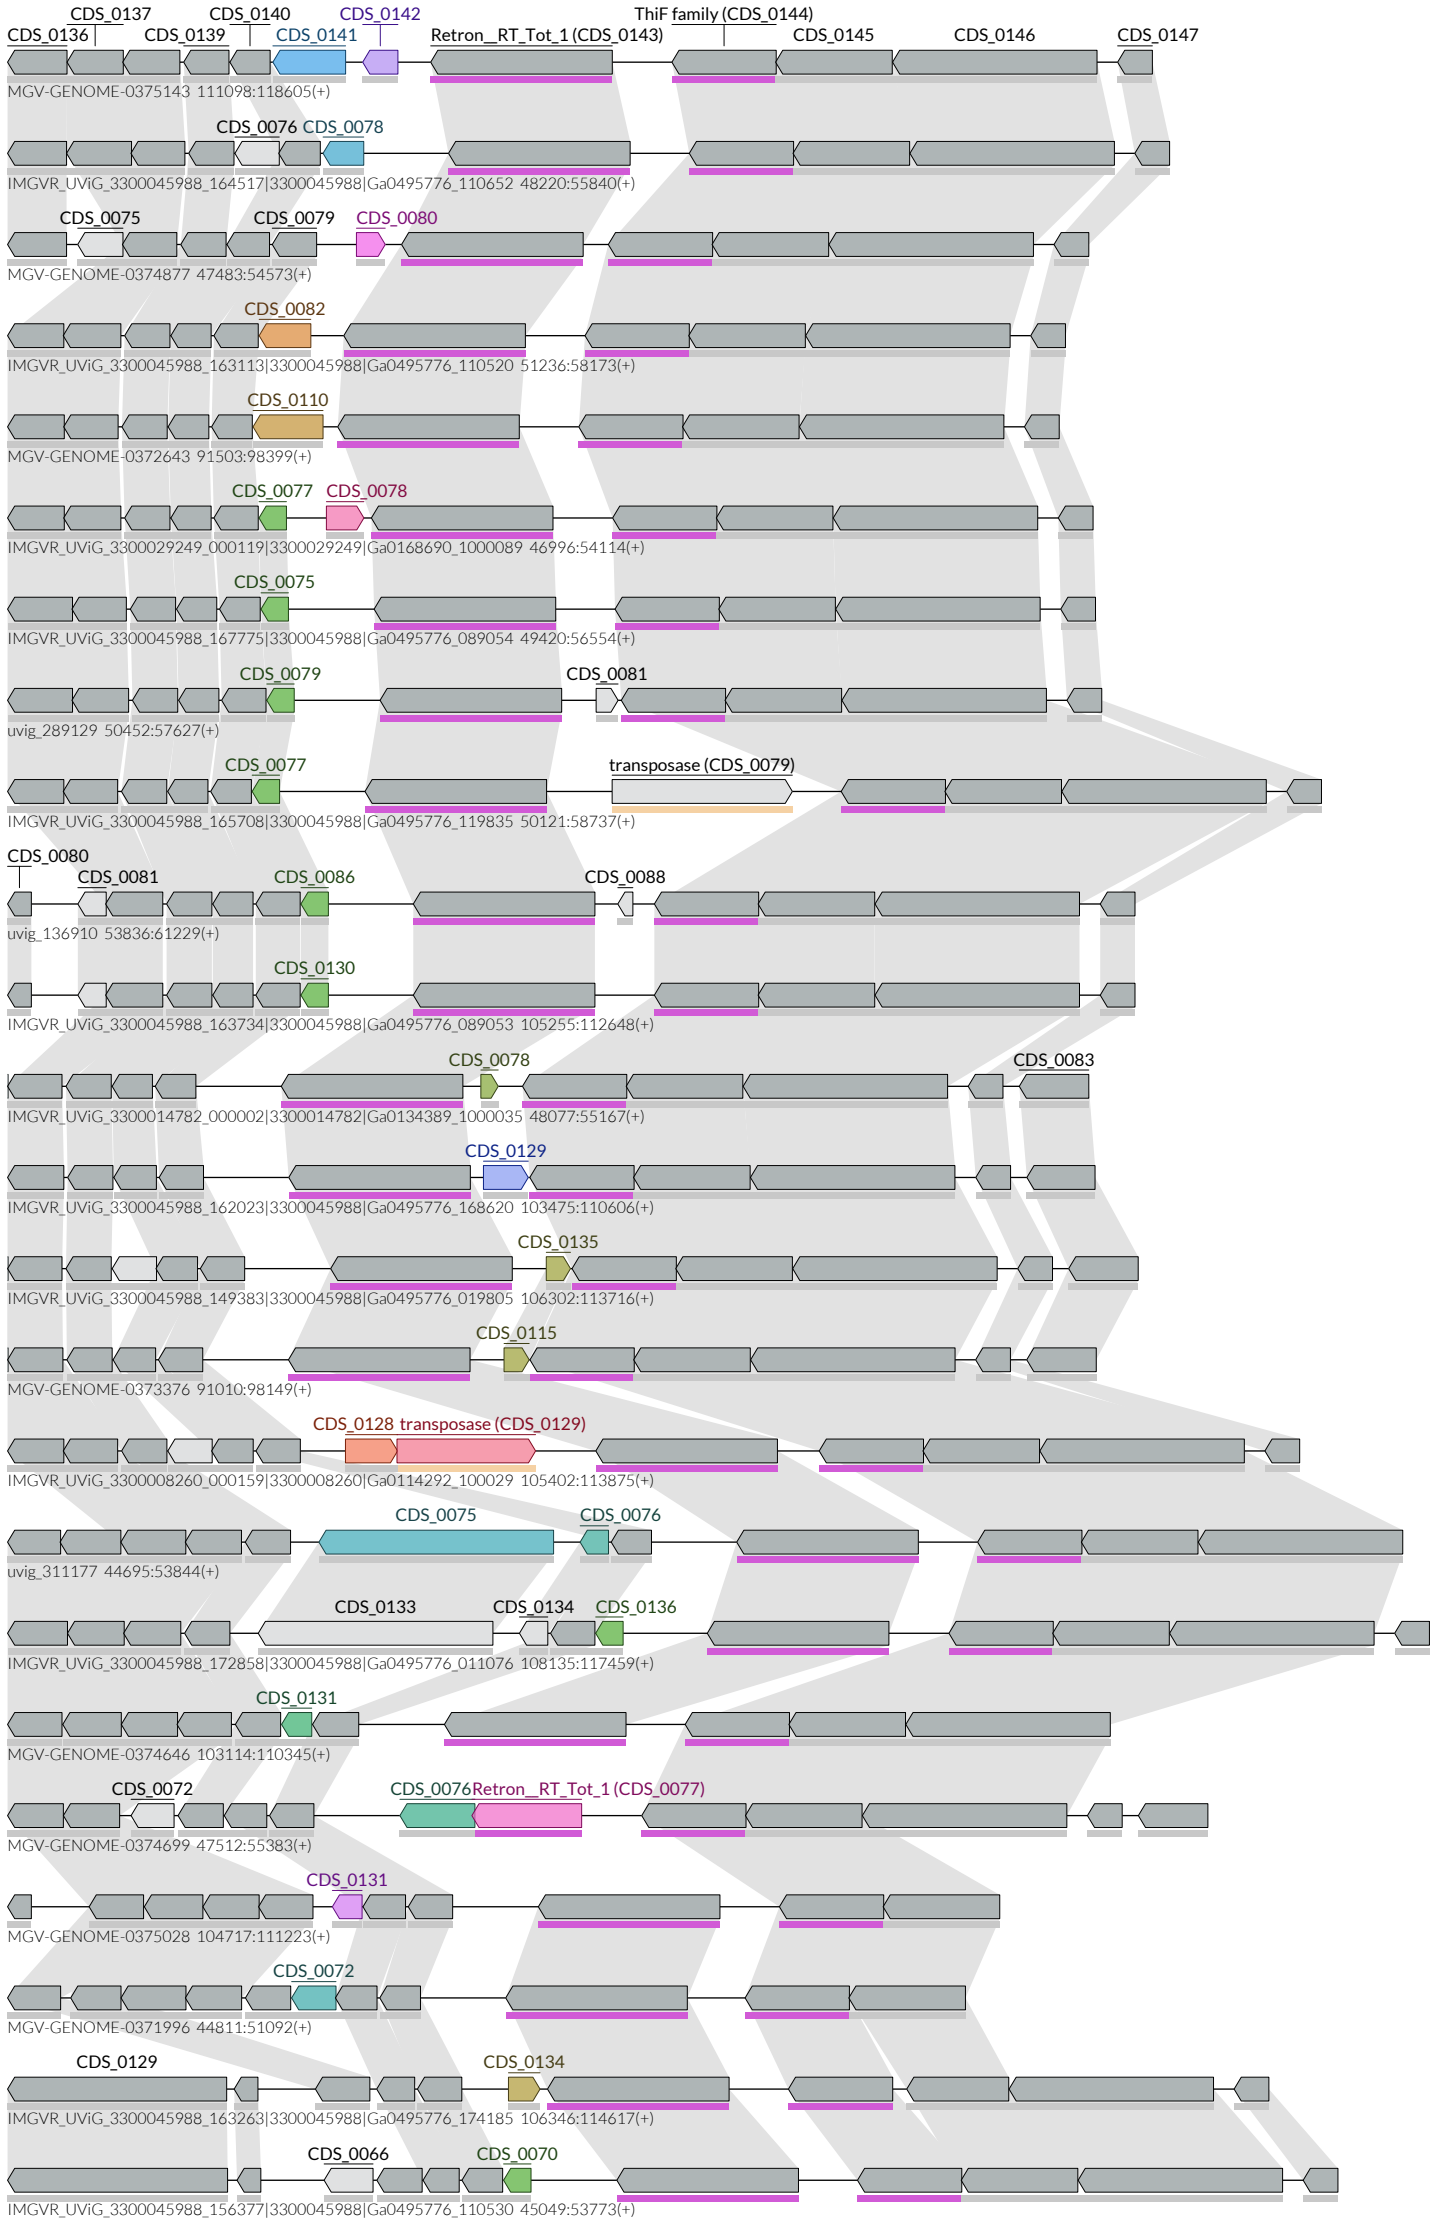 CDS_0137 CDS_0140 CDS_0142 ThiF family (CDS_0144)
CDS_0136 CDS_0139 CDS_0141 Retron__RT_Tot_1 (CDS_0143) CDS_0145 CDS_0146 CDS_0147
MGV-GENOME-0375143 111098:118605(+)
CDS_0076 CDS_0078
IMGVR_UViG_3300045988_164517|3300045988|Ga0495776_110652 48220:55840(+)
CDS_0075 CDS_0079 CDS_0080
MGV-GENOME-0374877 47483:54573(+)
CDS_0082
IMGVR_UViG_3300045988_163113|3300045988|Ga0495776_110520 51236:58173(+)
CDS_0110
MGV-GENOME-0372643 91503:98399(+)
CDS_0077 CDS_0078
IMGVR_UViG_3300029249_000119|3300029249|Ga0168690_1000089 46996:54114(+)
CDS_0075
IMGVR_UViG_3300045988_167775|3300045988|Ga0495776_089054 49420:56554(+)
CDS_0079 CDS_0081
uvig_289129 50452:57627(+)
CDS_0077 transposase (CDS_0079)
IMGVR_UViG_3300045988_165708|3300045988|Ga0495776_119835 50121:58737(+)
CDS_0080
CDS_0081 CDS_0086 CDS_0088
uvig_136910 53836:61229(+)
CDS_0130
IMGVR_UViG_3300045988_163734|3300045988|Ga0495776_089053 105255:112648(+)
CDS_0078 CDS_0083
IMGVR_UViG_3300014782_000002|3300014782|Ga0134389_1000035 48077:55167(+)
CDS_0129
IMGVR_UViG_3300045988_162023|3300045988|Ga0495776_168620 103475:110606(+)
CDS_0135
IMGVR_UViG_3300045988_149383|3300045988|Ga0495776_019805 106302:113716(+)
CDS_0115
MGV-GENOME-0373376 91010:98149(+)
CDS_0128 transposase (CDS_0129)
IMGVR_UViG_3300008260_000159|3300008260|Ga0114292_100029 105402:113875(+)
CDS_0075 CDS_0076
uvig_311177 44695:53844(+)
CDS_0133 CDS_0134 CDS_0136
IMGVR_UViG_3300045988_172858|3300045988|Ga0495776_011076 108135:117459(+)
CDS_0131
MGV-GENOME-0374646 103114:110345(+)
CDS_0072 CDS_0076 Retron__RT_Tot_1 (CDS_0077)
MGV-GENOME-0374699 47512:55383(+)
CDS_0131
MGV-GENOME-0375028 104717:111223(+)
CDS_0072
MGV-GENOME-0371996 44811:51092(+)
CDS_0129 CDS_0134
IMGVR_UViG_3300045988_163263|3300045988|Ga0495776_174185 106346:114617(+)
CDS_0066 CDS_0070
IMGVR_UViG_3300045988_156377|3300045988|Ga0495776_110530 45049:53773(+)